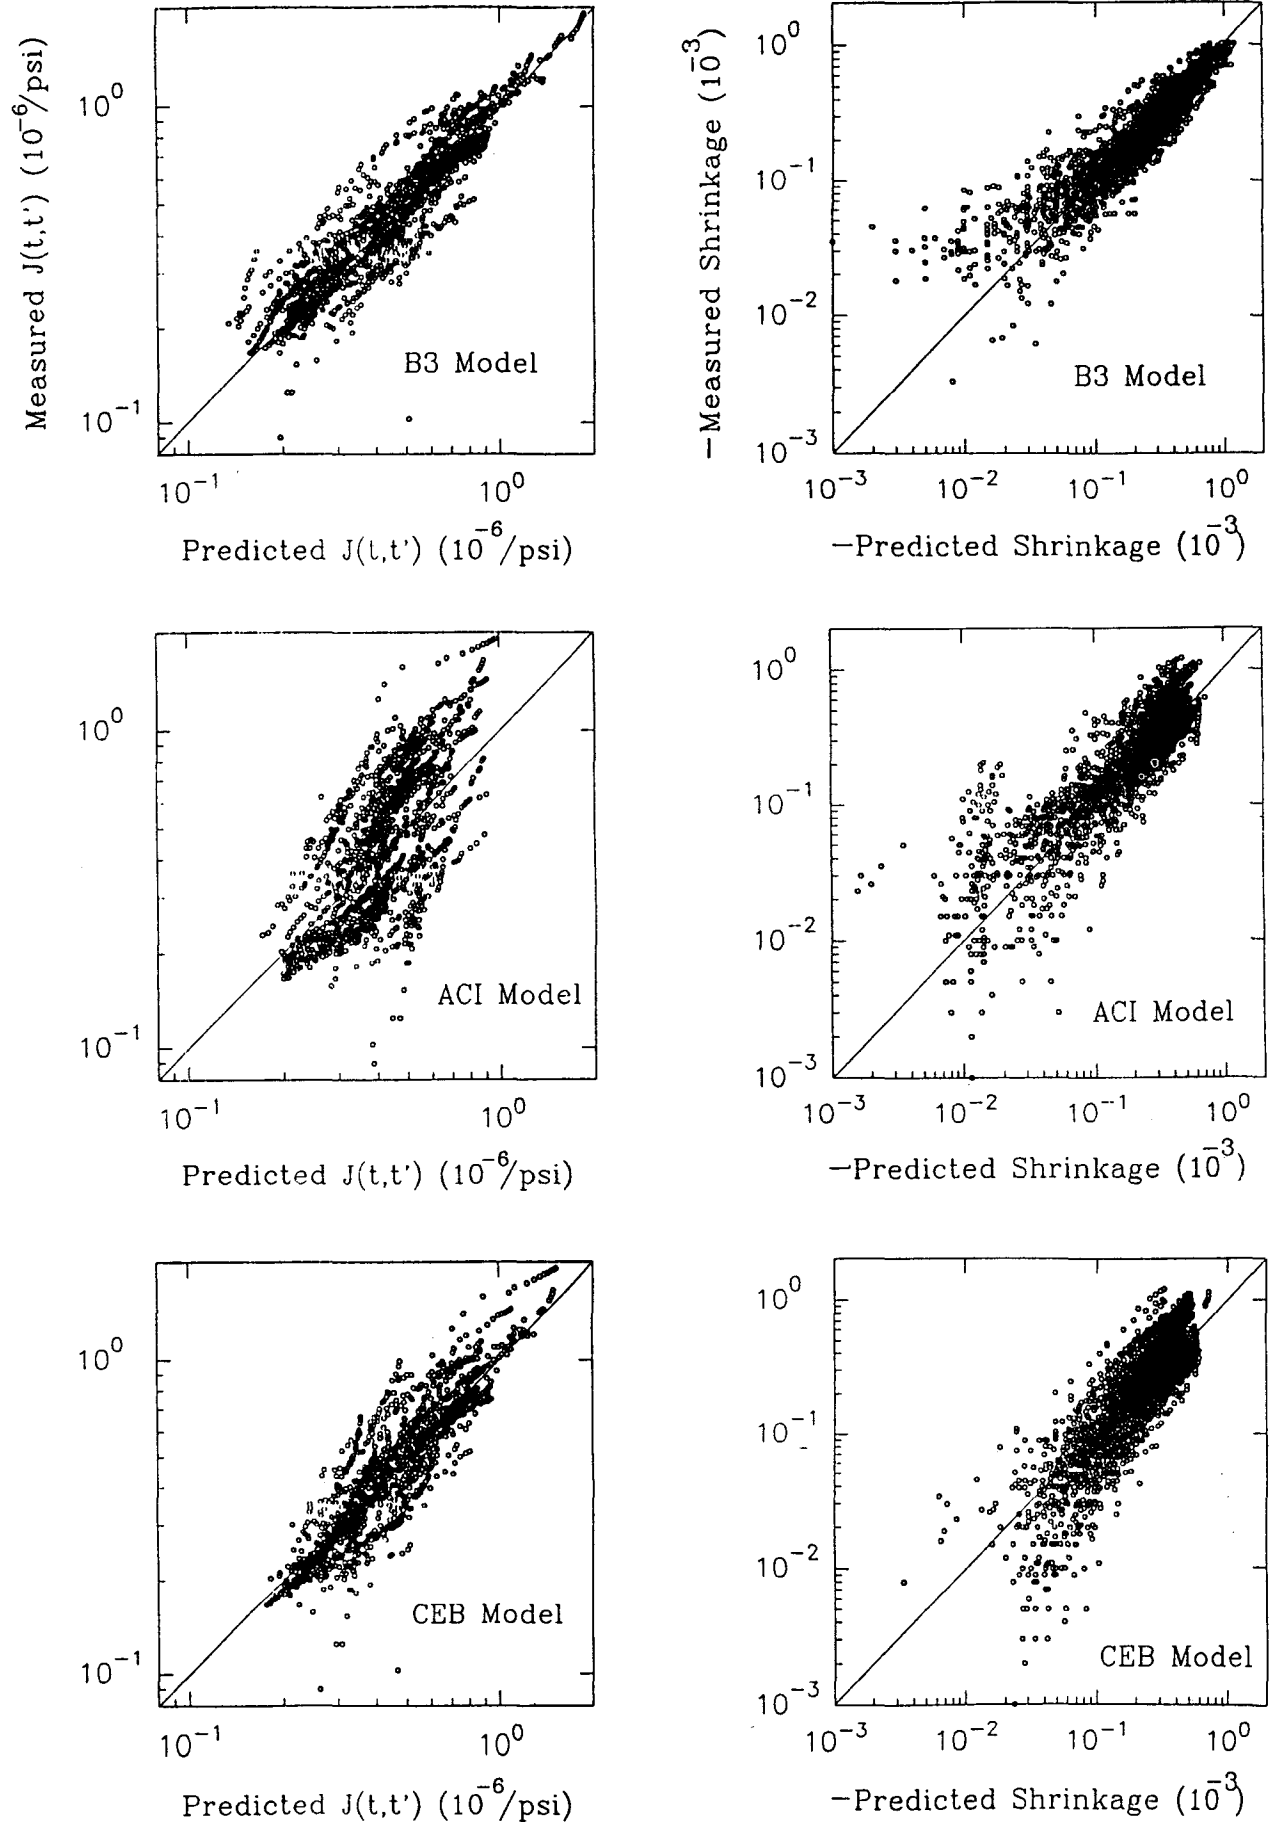 Measured J(t,t') (10^-6/psi)
10^0
10^-1
B3 Model
10^-1
10^0
Predicted J(t,t') (10^-6/psi)
-Measured Shrinkage (10^-3)
10^0
10^-1
10^-2
10^-3
B3 Model
10^-3
10^-2
10^-1
10^0
-Predicted Shrinkage (10^-3)
10^0
10^-1
ACI Model
10^-1
10^0
Predicted J(t,t') (10^-6/psi)
10^0
10^-1
10^-2
10^-3
ACI Model
10^-3
10^-2
10^-1
10^0
-Predicted Shrinkage (10^-3)
10^0
10^-1
CEB Model
10^-1
10^0
Predicted J(t,t') (10^-6/psi)
10^0
10^-1
10^-2
10^-3
CEB Model
10^-3
10^-2
10^-1
10^0
-Predicted Shrinkage (10^-3)